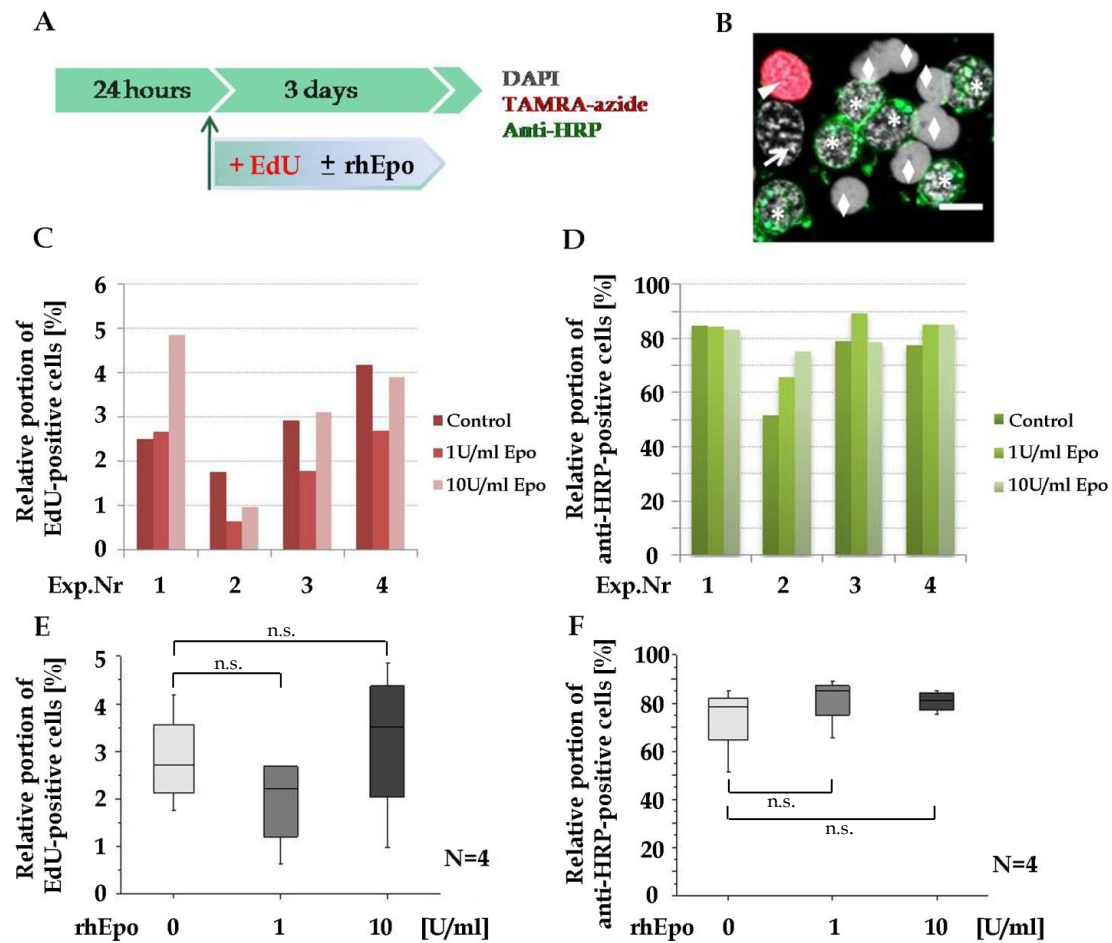 A
24 hours
3 days
+ EdU ± rhEpo
DAPI
TAMRA-azide
Anti-HRP
B
C
Relative portion of
EdU-positive cells [%]
6
5
4
3
2
1
0
Exp.Nr 1 2 3 4
Control
1U/ml Epo
10U/ml Epo
D
Relative portion of
anti-HRP-positive cells [%]
100
80
60
40
20
0
Exp.Nr 1 2 3 4
Control
1U/ml Epo
10U/ml Epo
E
Relative portion of
EdU-positive cells [%]
n.s.
n.s.
5
4
3
2
1
0
N=4
rhEpo 0 1 10 [U/ml]
F
Relative portion of
anti-HRP-positive cells [%]
100
80
60
40
80
20
0
n.s.
n.s.
N=4
rhEpo 0 1 10 [U/ml]